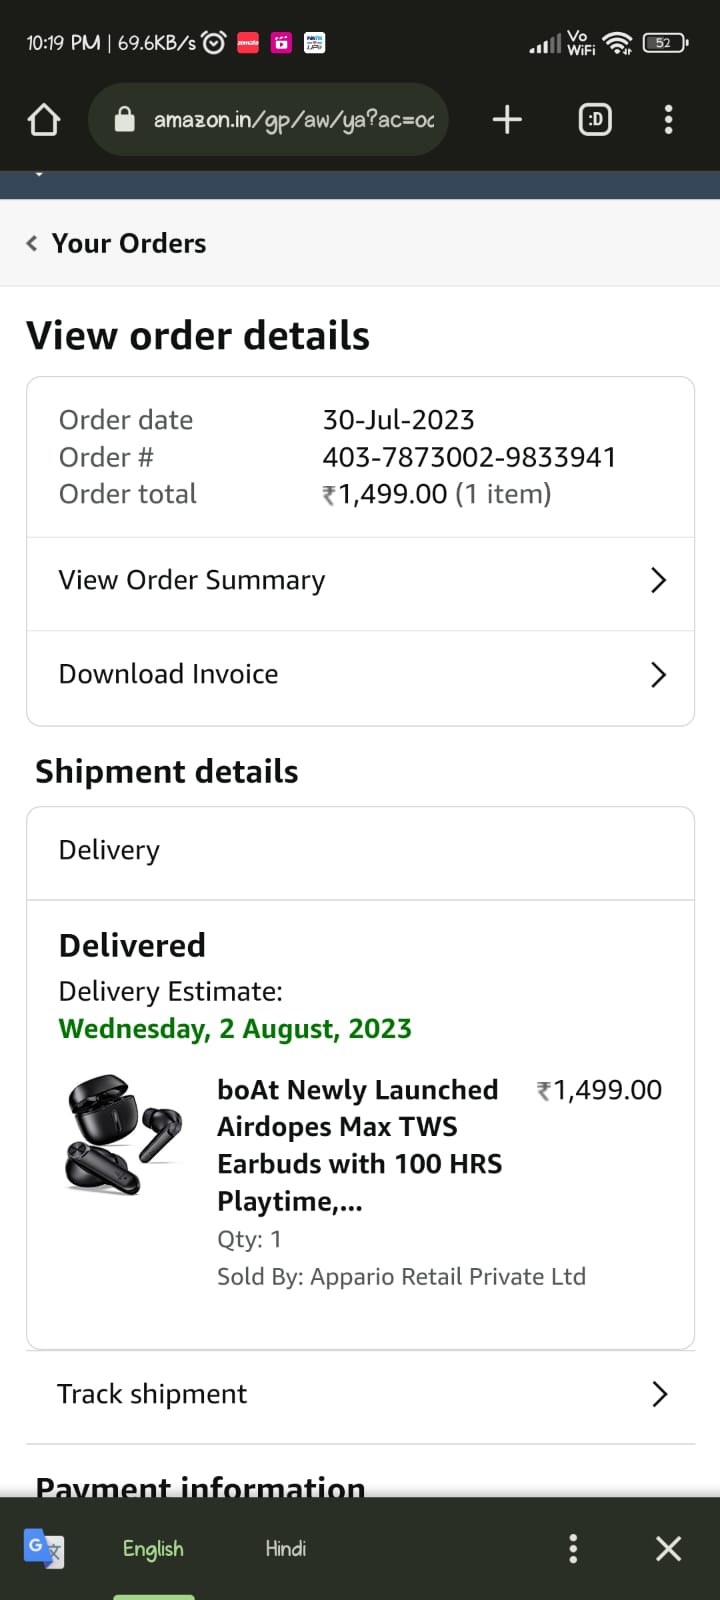 10:19 PM | 69.6KB/s
Vo
WiFi
52
amazon.in/gp/aw/ya?ac=oc
:D
Your Orders
View order details
Order date 30-Jul-2023
Order # 403-7873002-9833941
Order total ₹1,499.00 (1 item)
View Order Summary
Download Invoice
Shipment details
Delivery
Delivered
Delivery Estimate:
Wednesday, 2 August, 2023
boAt Newly Launched ₹1,499.00
Airdopes Max TWS
Earbuds with 100 HRS
Playtime,...
Qty: 1
Sold By: Appario Retail Private Ltd
Track shipment
Payment information
G
English Hindi